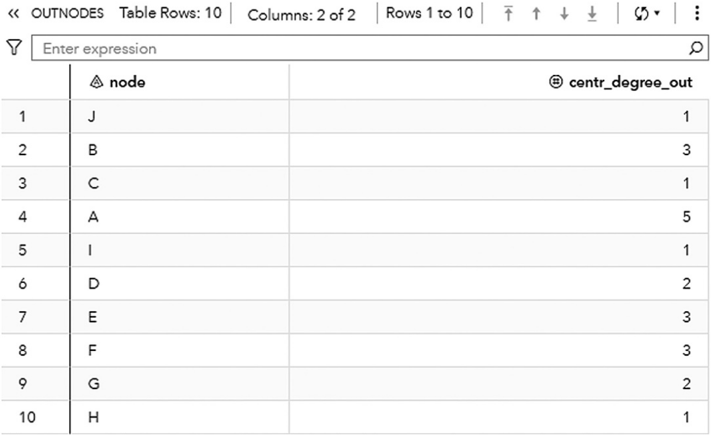 OUTNODES Table Rows: 10 Columns: 2 of 2 Rows 1 to 10
Enter expression
node centr_degree_out
1 J 1
2 B 3
3 C 1
4 A 5
5 I 1
6 D 2
7 E 3
8 F 3
9 G 2
10 H 1